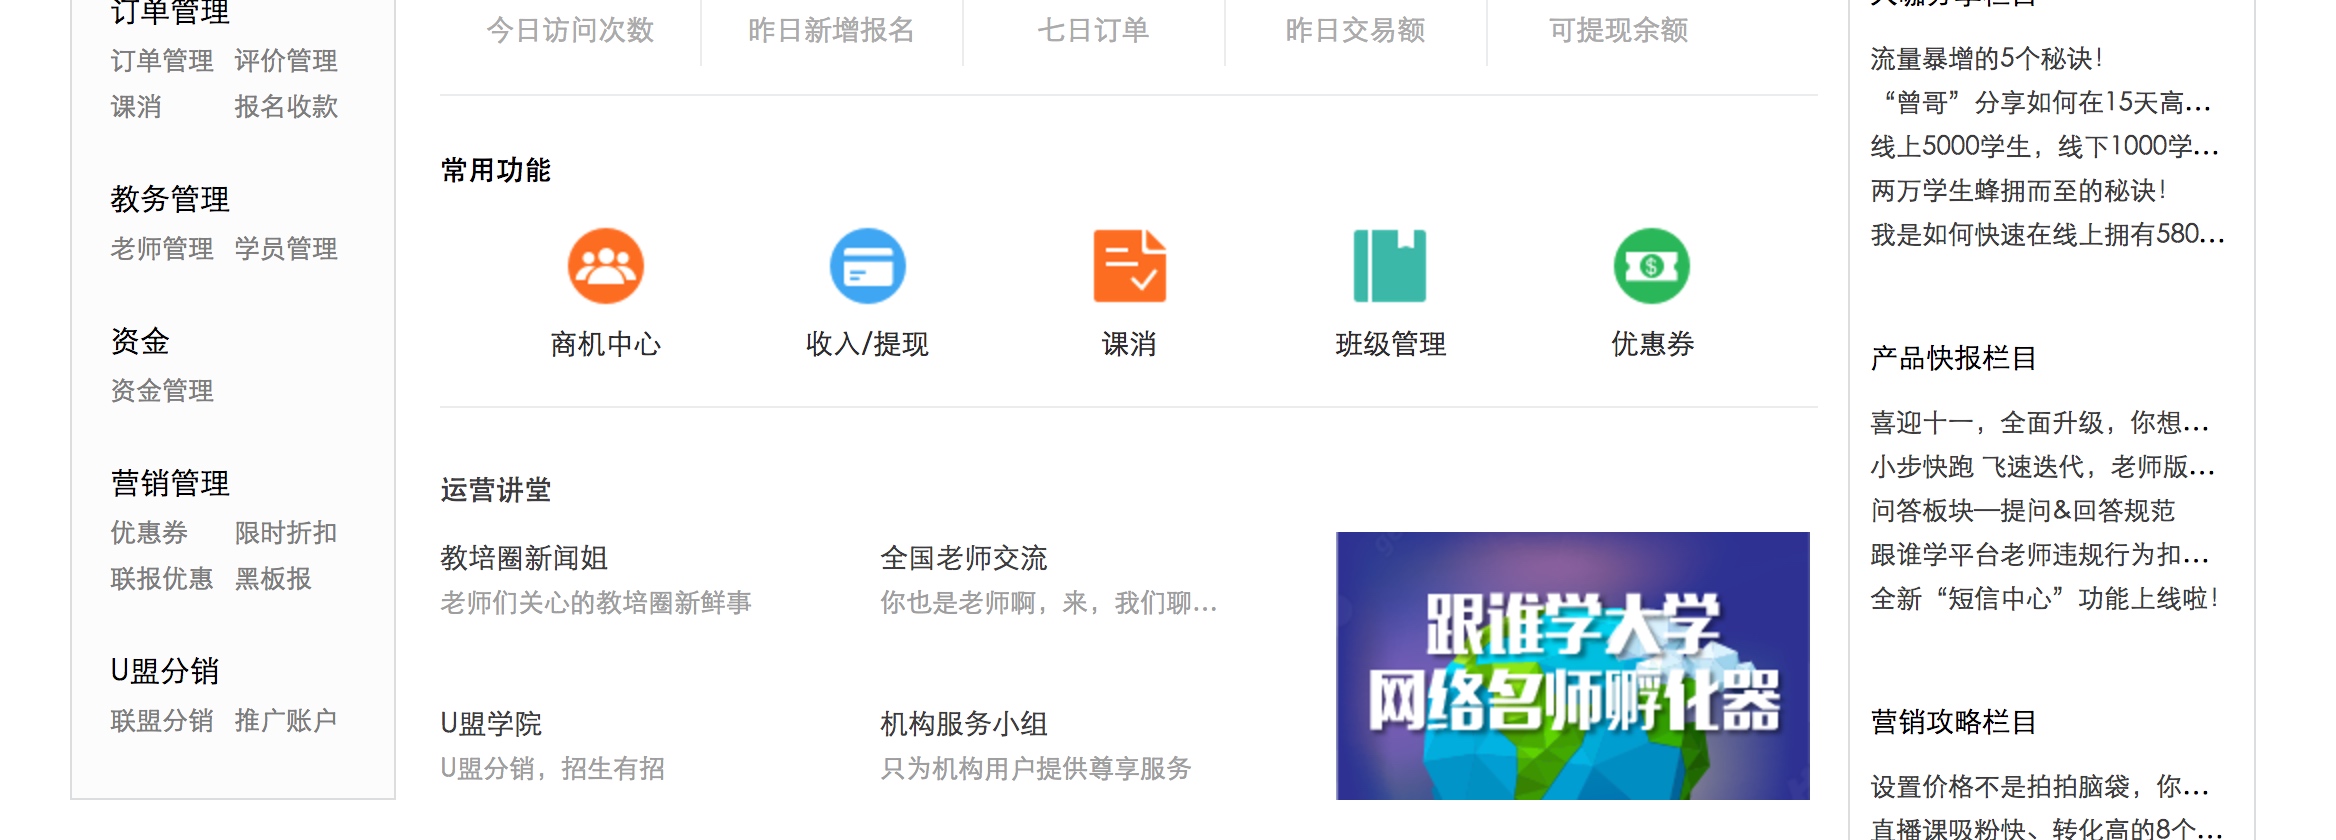 订单管理
订单管理 评价管理
课消 报名收款
教务管理
老师管理 学员管理
资金
资金管理
营销管理
优惠券 限时折扣
联报优惠 黑板报
U盟分销
联盟分销 推广账户
今日访问次数 昨日新增报名 七日订单 昨日交易额 可提现余额
常用功能
商机中心 收入/提现 课消 班级管理 优惠券
运营讲堂
教培圈新闻姐
老师们关心的教培圈新鲜事
全国老师交流
你也是老师啊，来，我们聊...
U盟学院
U盟分销，招生有招
机构服务小组
只为机构用户提供尊享服务
跟谁学大学
网络名师孵化器
流量暴增的5个秘诀！
“曾哥”分享如何在15天高...
线上5000学生，线下1000学...
两万学生蜂拥而至的秘诀！
我是如何快速在线上拥有580...
产品快报栏目
喜迎十一，全面升级，你想...
小步快跑 飞速迭代，老师版...
问答板块—提问&回答规范
跟谁学平台老师违规行为扣...
全新“短信中心”功能上线啦！
营销攻略栏目
设置价格不是拍拍脑袋，你...
直播课吸粉快、转化高的8个...